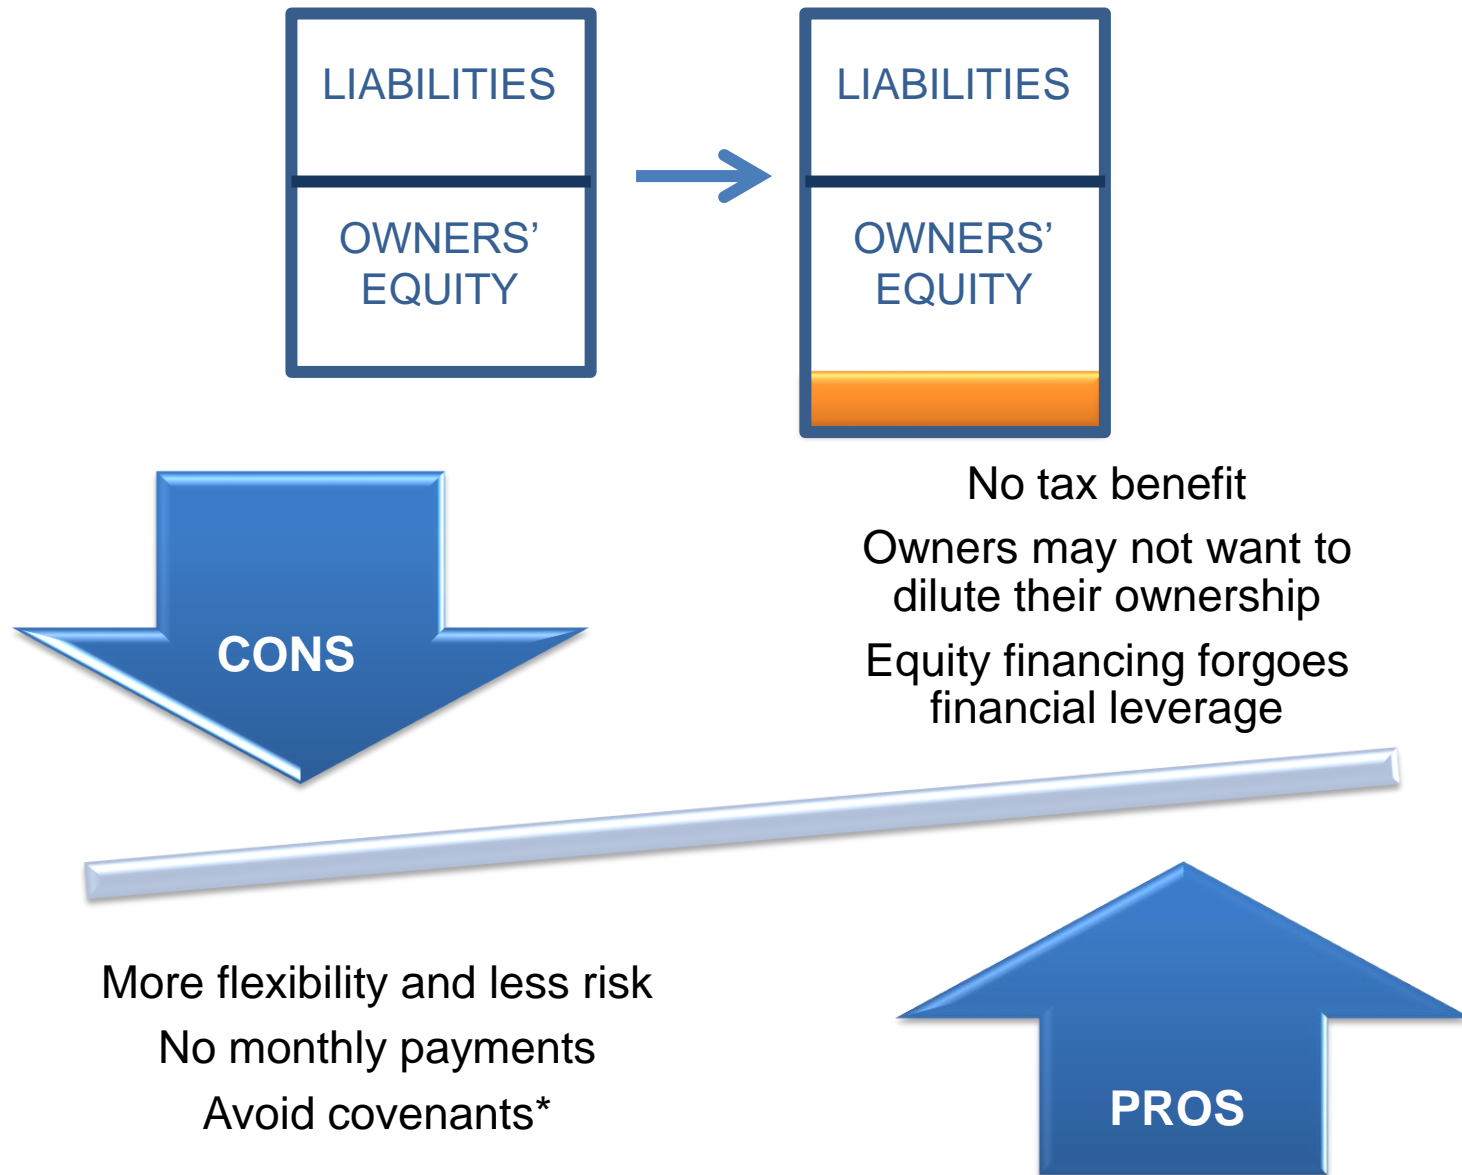 LIABILITIES
OWNERS’
EQUITY
LIABILITIES
OWNERS’
EQUITY
CONS
No tax benefit
Owners may not want to
dilute their ownership
Equity financing forgoes
financial leverage
More flexibility and less risk
No monthly payments
Avoid covenants*
PROS